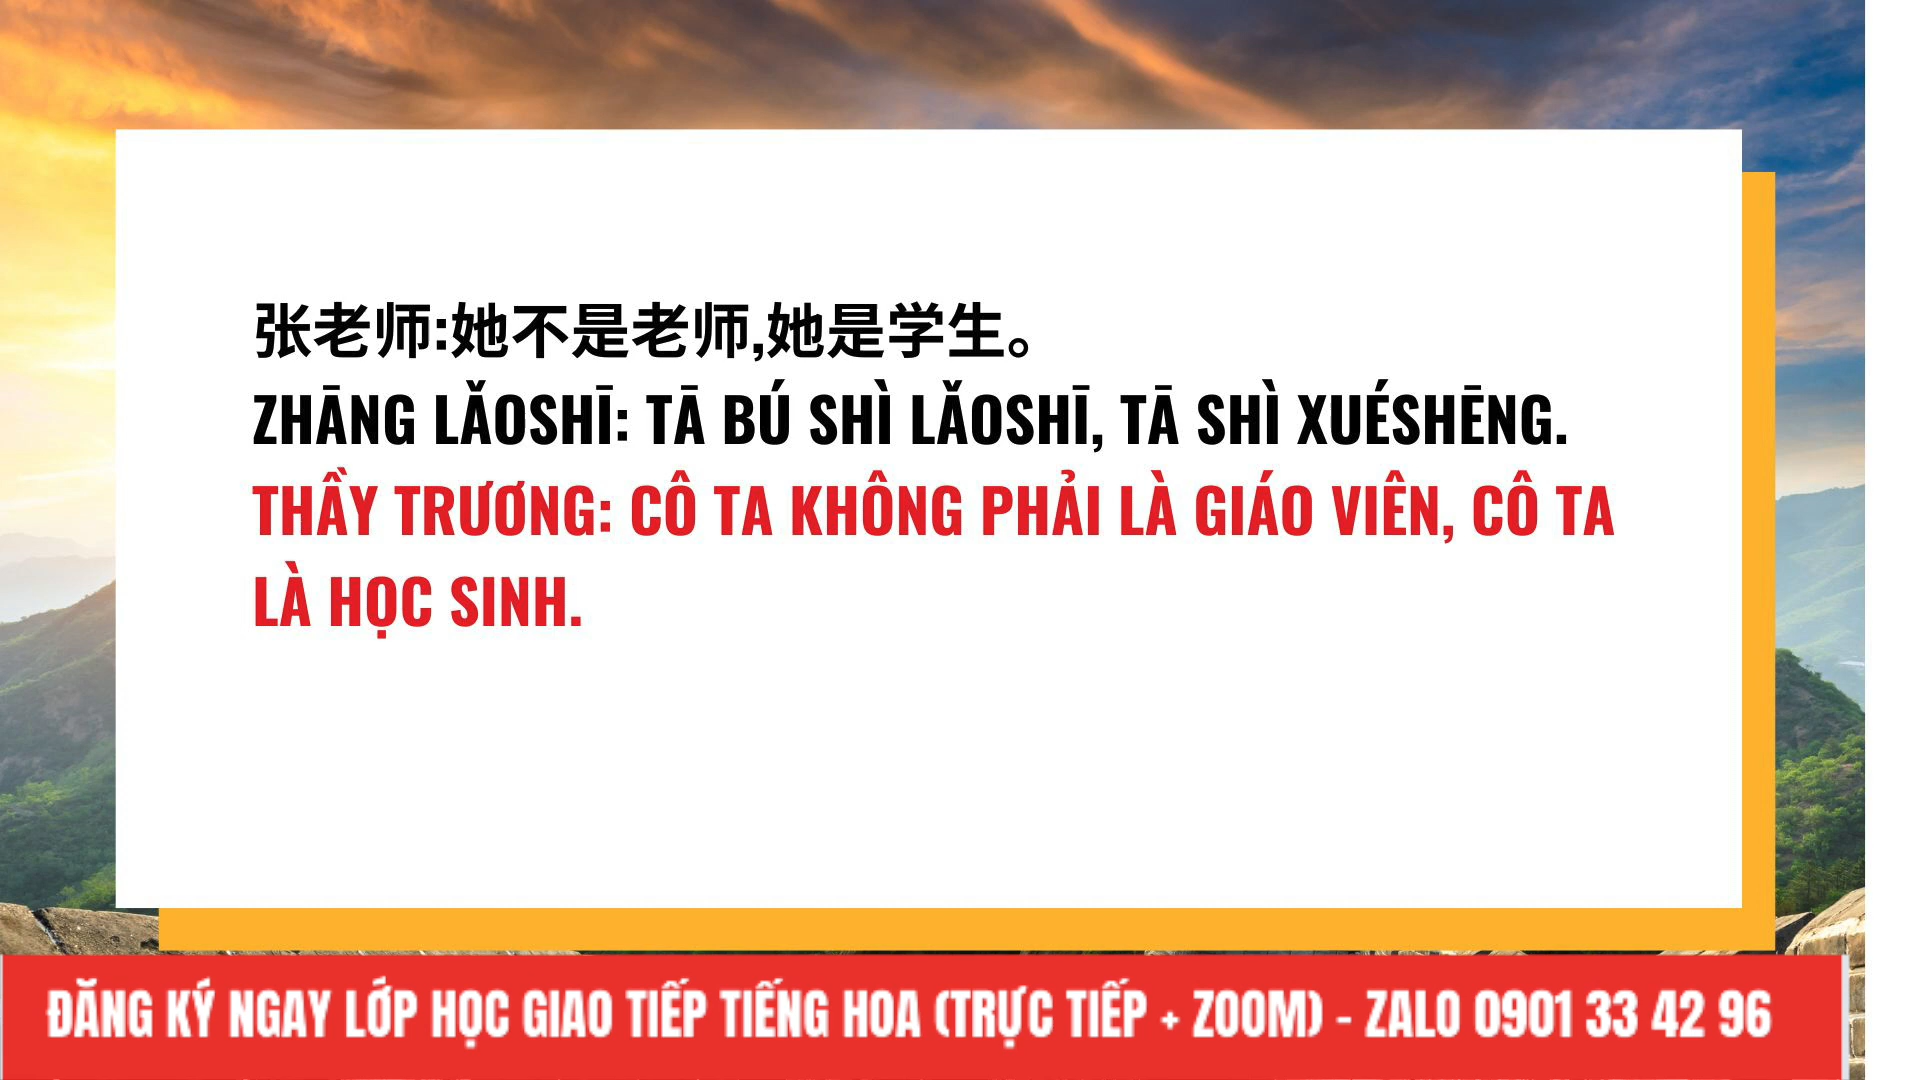 张老师:她不是老师,她是学生。
ZHĀNG LǍOSHĪ: TĀ BÚ SHÌ LǍOSHĪ, TĀ SHÌ XUÉSHĒNG.
THẦY TRƯƠNG: CÔ TA KHÔNG PHẢI LÀ GIÁO VIÊN, CÔ TA
LÀ HỌC SINH.
ĐĂNG KÝ NGAY LỚP HỌC GIAO TIẾP TIẾNG HOA (TRỰC TIẾP + ZOOM) - ZALO 0901 33 42 96